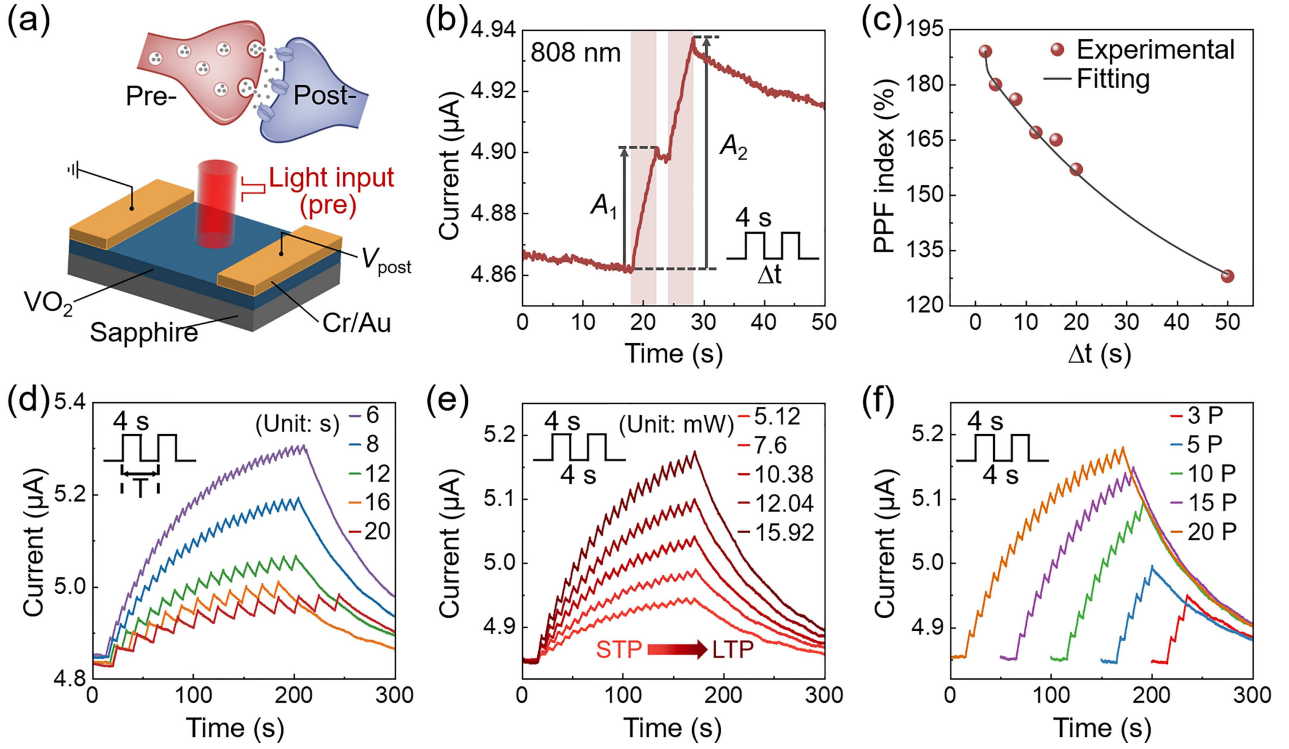 (a)
Pre-
Post-
Light input
(pre)
Vpost
VO2
Sapphire
Cr/Au
(b)
808 nm
4.94
4.92
4.90
4.88
4.86
Current (μA)
A1
A2
4 s
Δt
0 10 20 30 40 50
Time (s)
(c)
195
180
165
150
135
120
PPF index (%)
Experimental
Fitting
0 10 20 30 40 50
Δt (s)
(d)
5.4
5.2
5.0
4.8
Current (μA)
4 s
T
(Unit: s)
6
8
12
16
20
0 100 200 300
Time (s)
(e)
5.2
5.1
5.0
4.9
Current (μA)
4 s
4 s
(Unit: mW)
5.12
7.6
10.38
12.04
15.92
STP
LTP
0 100 200 300
Time (s)
(f)
5.2
5.1
5.0
4.9
Current (μA)
4 s
4 s
3 P
5 P
10 P
15 P
20 P
0 100 200 300
Time (s)